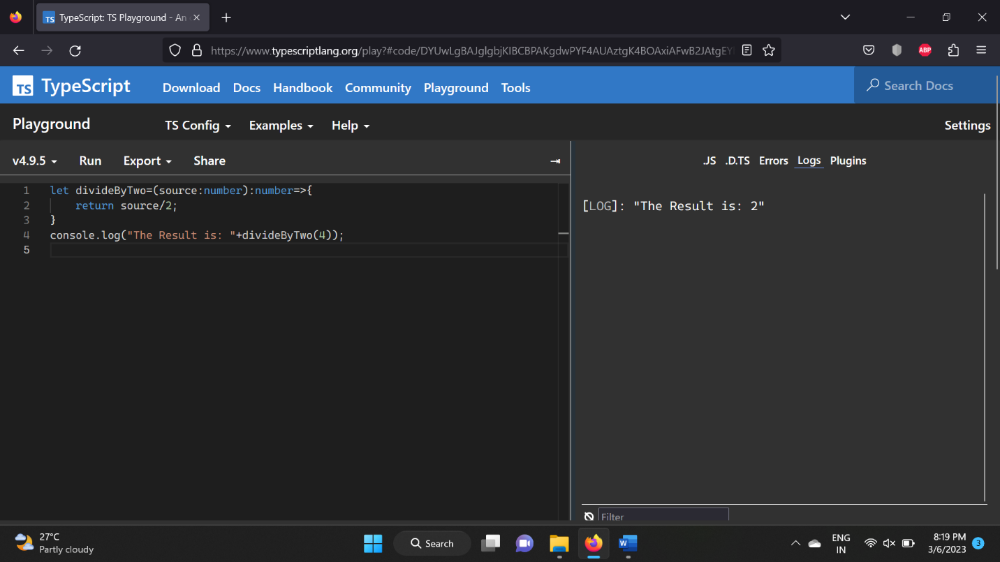 TS TypeScript: TS Playground - An
https://www.typescriptlang.org/play?#code/DYUwLgBAJglgbjKIBCBPAKgdwPYF4AUAztgK4BOAxiAFwB2JAtgEY
ABP
TS TypeScript Download Docs Handbook Community Playground Tools Search Docs
Playground TS Config Examples Help Settings
v4.9.5 Run Export Share
.JS .D.TS Errors Logs Plugins
1 let divideByTwo=(source:number):number=>{
2 return source/2;
3 }
4 console.log("The Result is: "+divideByTwo(4));
5
[LOG]: "The Result is: 2"
Filter
27°C
Partly cloudy
Search
W
ENG
IN
8:19 PM
3/6/2023
3